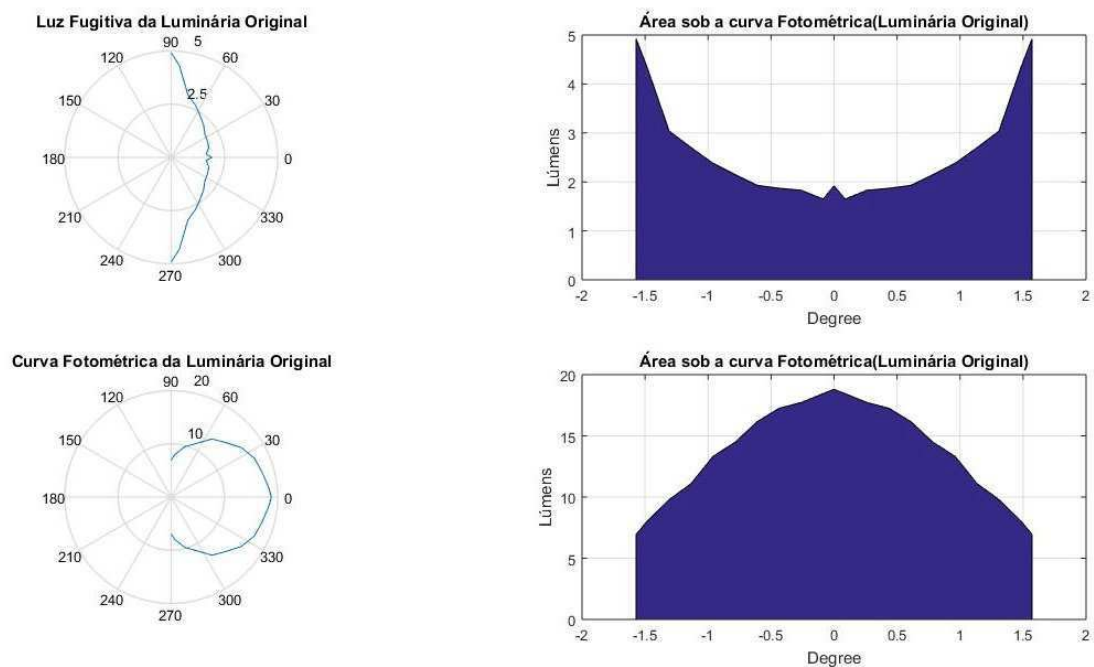 Luz Fugitiva da Luminária Original
90 5
120 60
2.5
150 30
180 0
210 330
240 300
270
Área sob a curva Fotométrica(Luminária Original)
5
4
3
2
1
0
Lúmens
-2 -1.5 -1 -0.5 0 0.5 1 1.5 2
Degree
Curva Fotométrica da Luminária Original
90 20
120 60
10
150 30
180 0
210 330
240 300
270
Área sob a curva Fotométrica(Luminária Original)
20
15
10
5
0
Lúmens
-2 -1.5 -1 -0.5 0 0.5 1 1.5 2
Degree